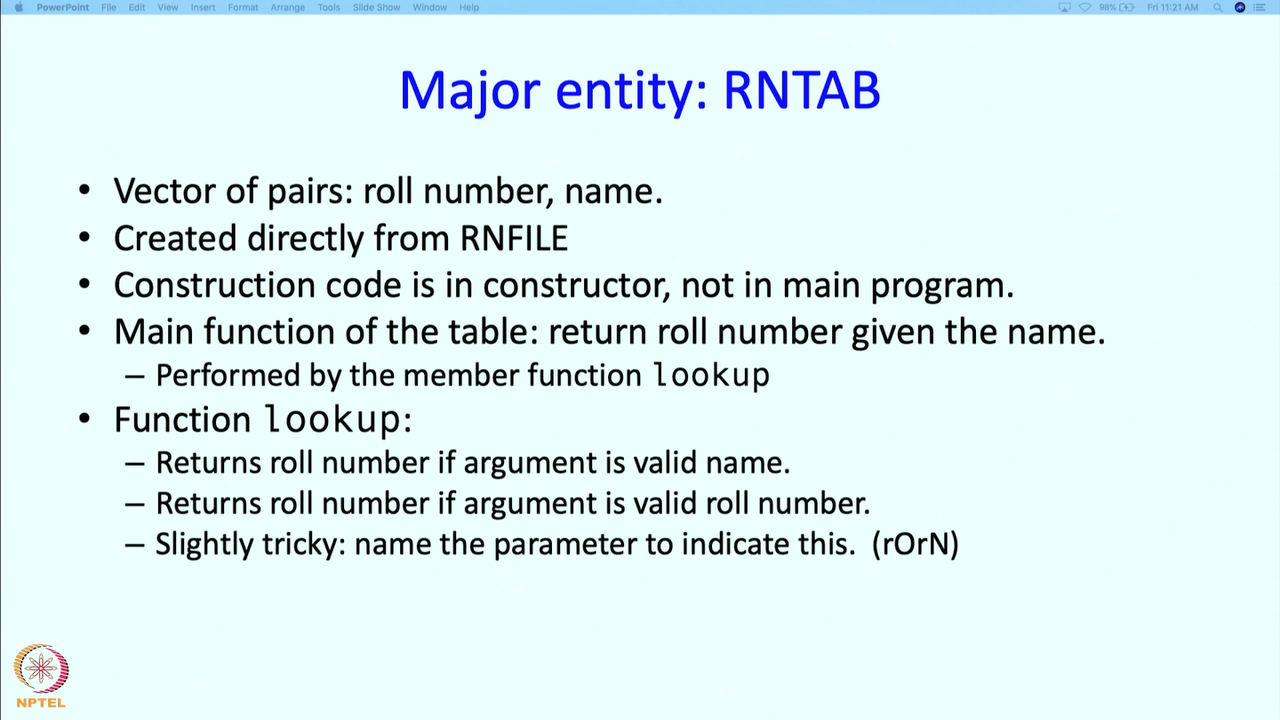 PowerPoint File Edit View Insert Format Arrange Tools Slide Show Window Help 98% Fri 11:21 AM
Major entity: RNTAB
• Vector of pairs: roll number, name.
• Created directly from RNFILE
• Construction code is in constructor, not in main program.
• Main function of the table: return roll number given the name.
– Performed by the member function lookup
• Function lookup:
– Returns roll number if argument is valid name.
– Returns roll number if argument is valid roll number.
– Slightly tricky: name the parameter to indicate this. (rOrN)
NPTEL